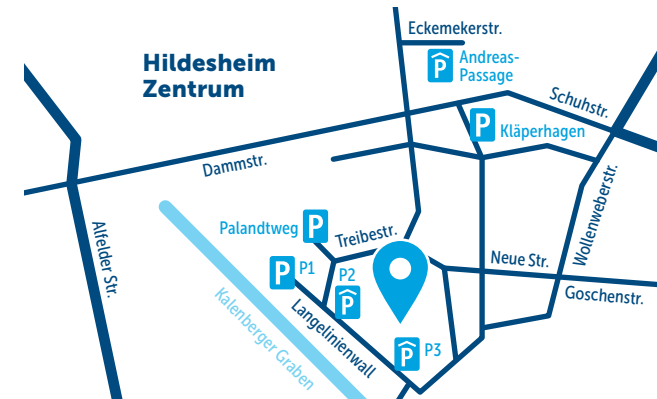 Eckemekerstr.
Hildesheim
Zentrum
P
Andreas-
Passage
Schuhstr.
P
Kläperhagen
Dammstr.
Wollenweberstr.
Palandtweg
P
Treibestr.
Alfelder Str.
P
P1
P2
P
Neue Str.
Goschenstr.
Kalenberger Graben
Langelinienwall
P
P3